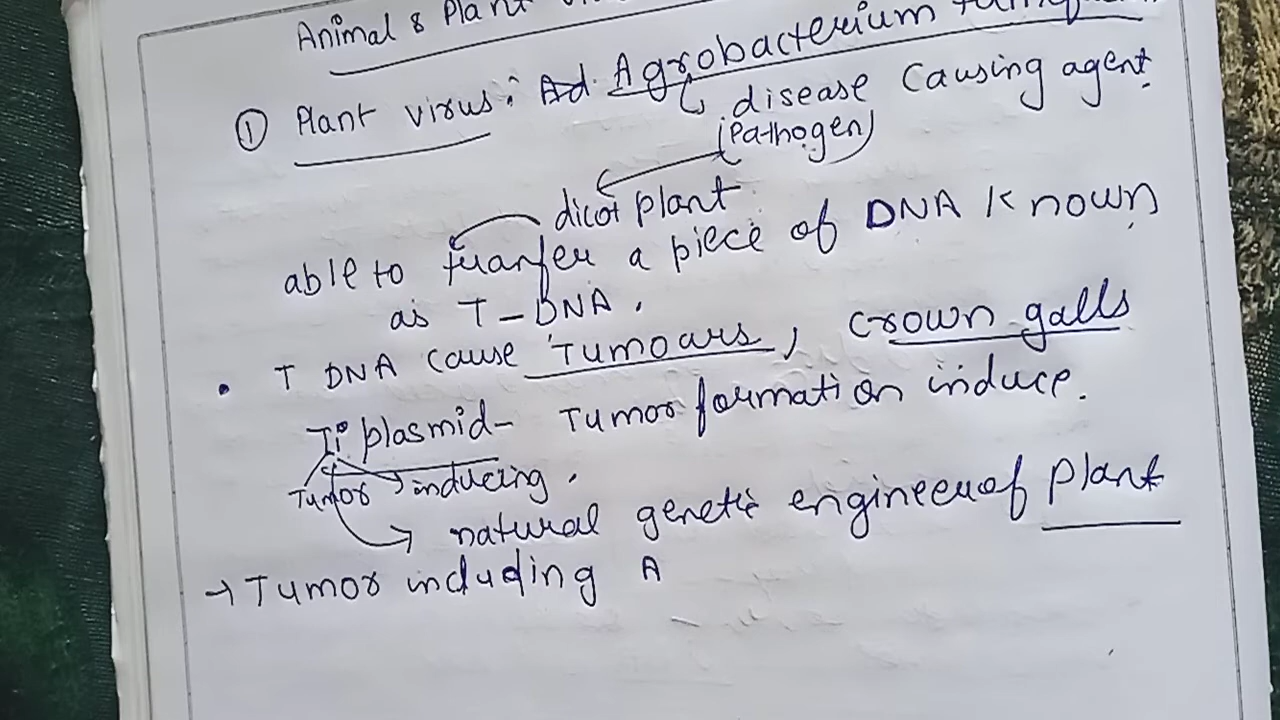 Animal & Plant
① Plant virus: Ad. Agrobacterium
↳ disease causing agent.
(Pathogen)
dicot plant
able to tranfer a piece of DNA known
as T-DNA.
• T DNA cause Tumours, crown galls
Ti plasmid- Tumor formation induce.
Tumor → inducing.
→ natural genetic engineer of plant
→ Tumor including A